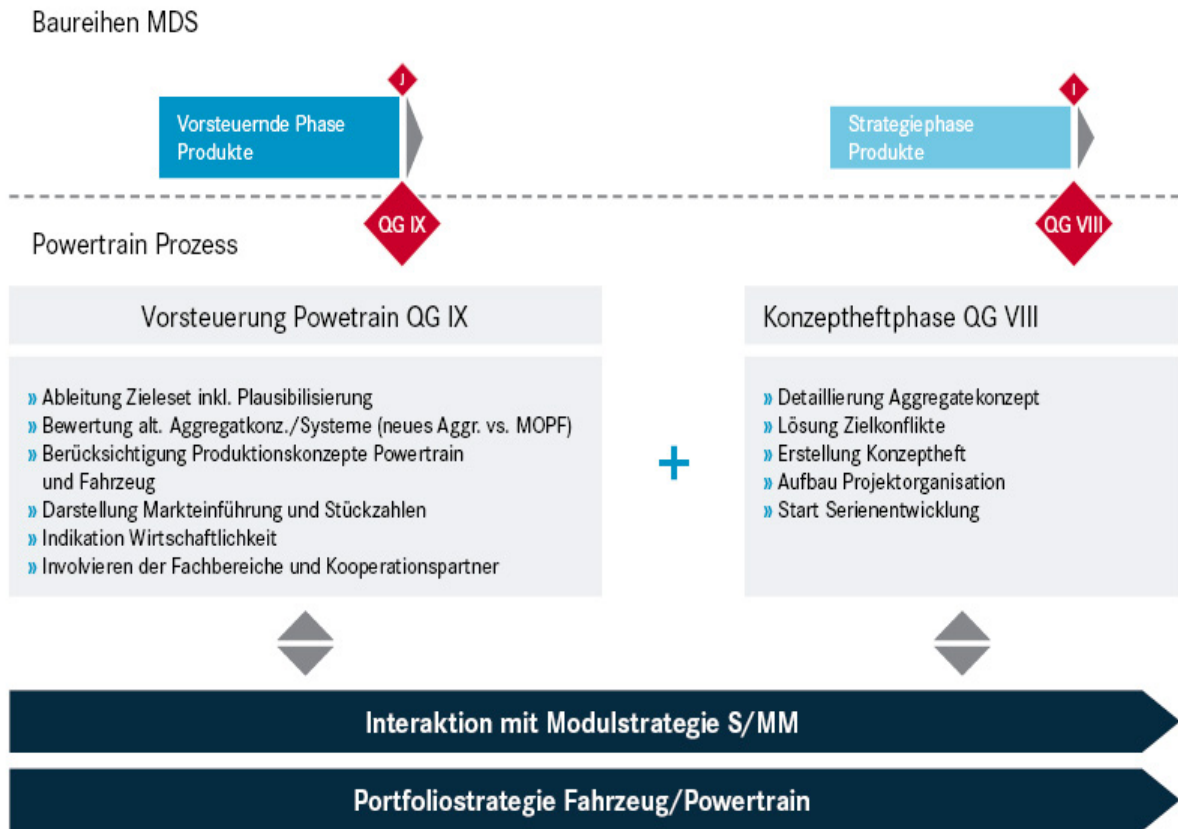 Baureihen MDS
J
I
Vorsteuernde Phase
Produkte
Strategiephase
Produkte
QG IX
QG VIII
Powertrain Prozess
Vorsteuerung Powetrain QG IX
» Ableitung Zieleset inkl. Plausibilisierung
» Bewertung alt. Aggregatkonz./Systeme (neues Aggr. vs. MOPF)
» Berücksichtigung Produktionskonzepte Powertrain
und Fahrzeug
» Darstellung Markteinführung und Stückzahlen
» Indikation Wirtschaftlichkeit
» Involvieren der Fachbereiche und Kooperationspartner
+
Konzeptheftphase QG VIII
» Detaillierung Aggregatekonzept
» Lösung Zielkonflikte
» Erstellung Konzeptheft
» Aufbau Projektorganisation
» Start Serienentwicklung
Interaktion mit Modulstrategie S/MM
Portfoliostrategie Fahrzeug/Powertrain